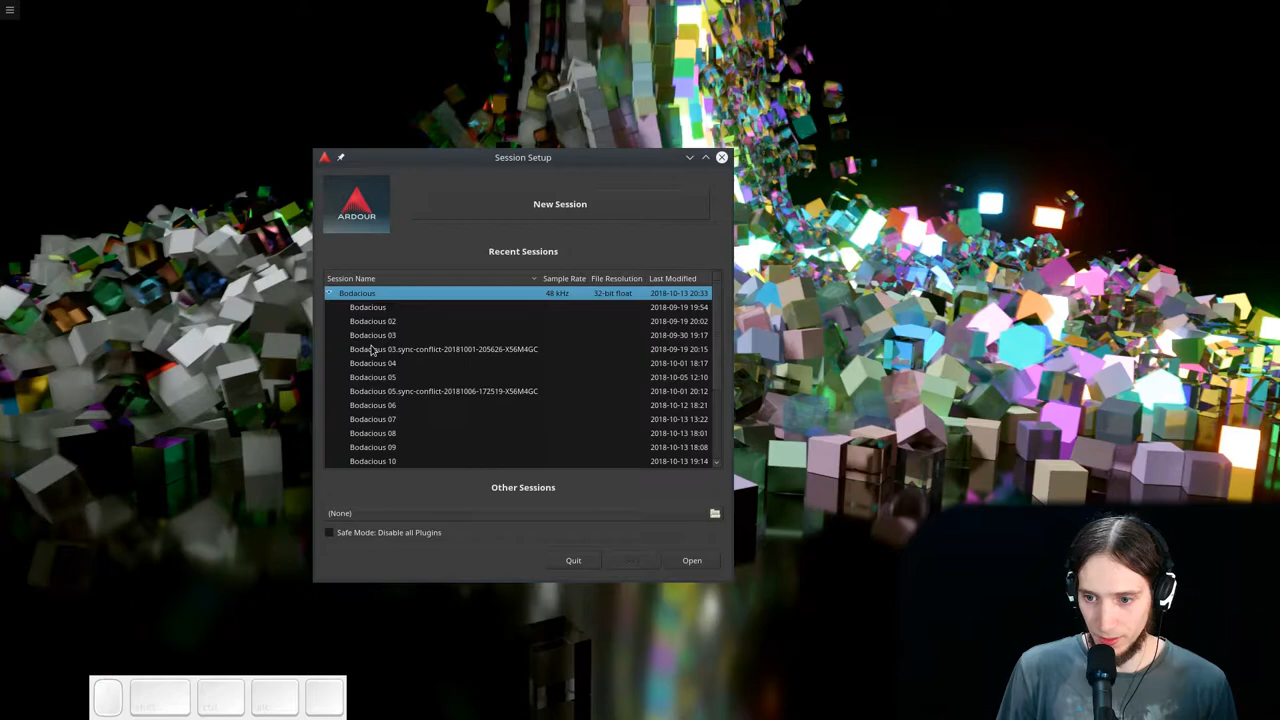 Session Setup
ARDOUR
New Session
Recent Sessions
Session Name Sample Rate File Resolution Last Modified
Bodacious 48 kHz 32-bit float 2018-10-13 20:33
Bodacious 2018-09-19 19:54
Bodacious 02 2018-09-19 20:02
Bodacious 03 2018-09-30 19:17
Bodacious 03.sync-conflict-20181001-205626-X56M4GC 2018-09-19 20:15
Bodacious 04 2018-10-01 18:17
Bodacious 05 2018-10-05 12:10
Bodacious 05.sync-conflict-20181006-172519-X56M4GC 2018-10-01 20:12
Bodacious 06 2018-10-12 18:21
Bodacious 07 2018-10-13 13:22
Bodacious 08 2018-10-13 18:01
Bodacious 09 2018-10-13 18:08
Bodacious 10 2018-10-13 19:14
Other Sessions
(None)
Safe Mode: Disable all Plugins
Quit Open